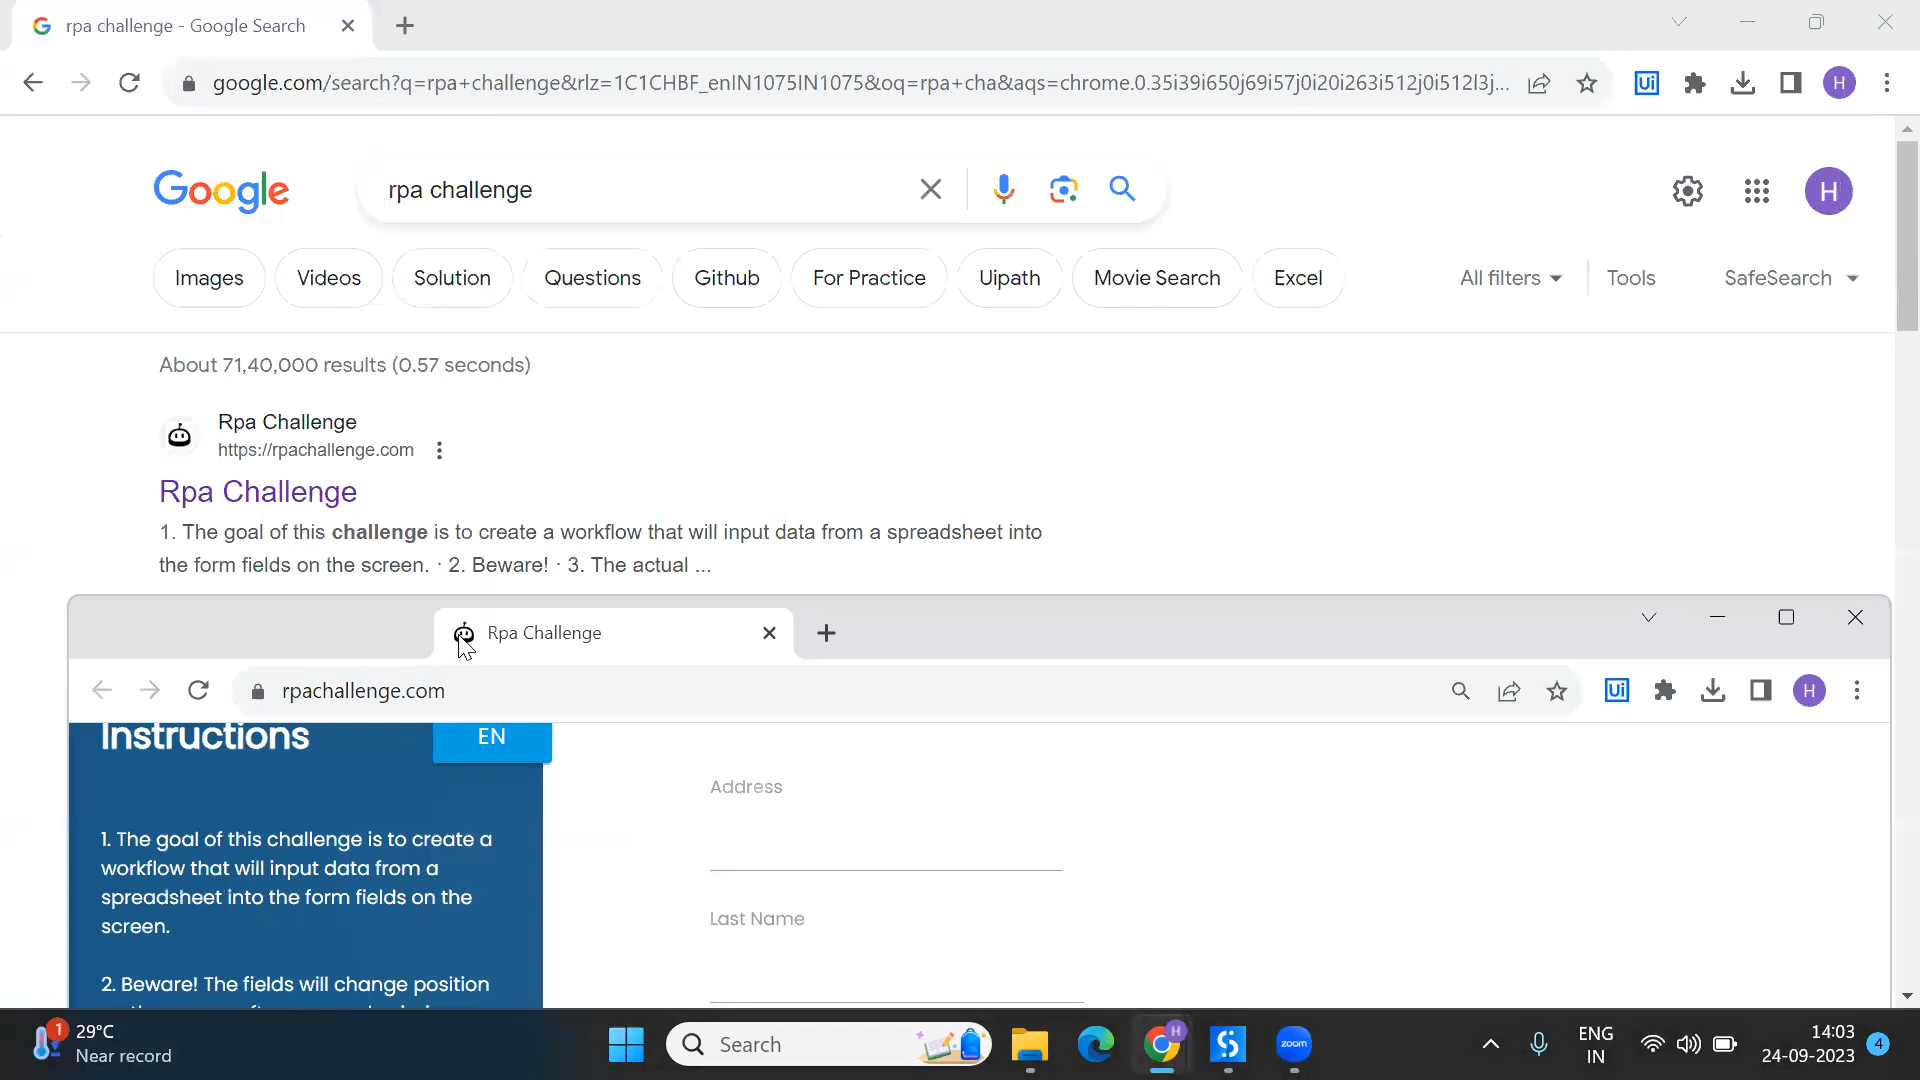 rpa challenge - Google Search
google.com/search?q=rpa+challenge&rlz=1C1CHBF_enIN1075IN1075&oq=rpa+cha&aqs=chrome.0.35i39i650j69i57j0i20i263i512j0i512l3j...
H
Google
rpa challenge
H
Images
Videos
Solution
Questions
Github
For Practice
Uipath
Movie Search
Excel
All filters
Tools
SafeSearch
About 71,40,000 results (0.57 seconds)
Rpa Challenge
https://rpachallenge.com
Rpa Challenge
1. The goal of this challenge is to create a workflow that will input data from a spreadsheet into
the form fields on the screen. · 2. Beware! · 3. The actual ...
Rpa Challenge
rpachallenge.com
Ui
H
Instructions
EN
1. The goal of this challenge is to create a
workflow that will input data from a
spreadsheet into the form fields on the
screen.
2. Beware! The fields will change position
Address
Last Name
1
29°C
Near record
Search
H
zoom
ENG
IN
14:03
24-09-2023
4